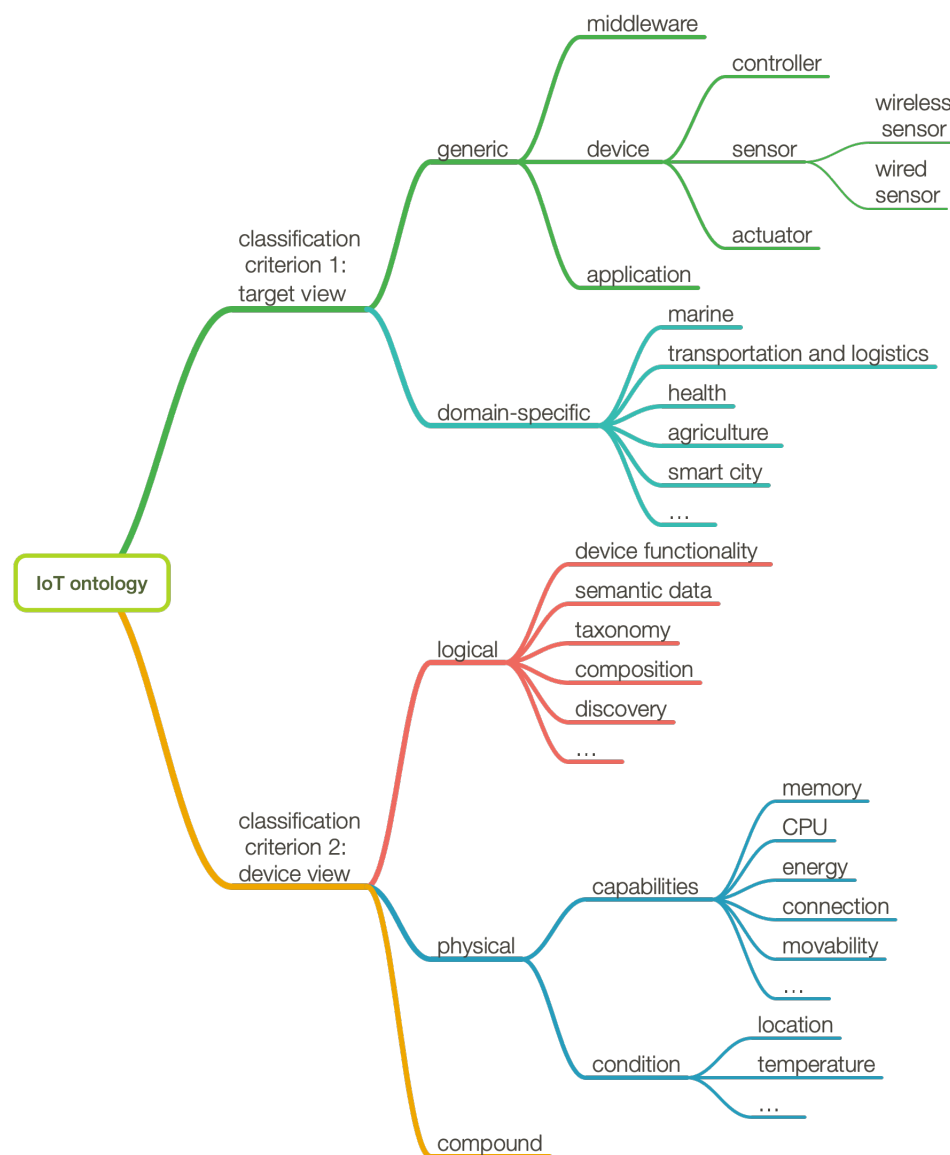 middleware
controller
wireless
sensor
generic
device
sensor
wired
sensor
actuator
classification
criterion 1:
target view
application
marine
transportation and logistics
health
domain-specific
agriculture
smart city
...
device functionality
IoT ontology
semantic data
taxonomy
logical
composition
discovery
...
memory
classification
criterion 2:
device view
CPU
energy
capabilities
connection
physical
movability
...
location
condition
temperature
...
compound